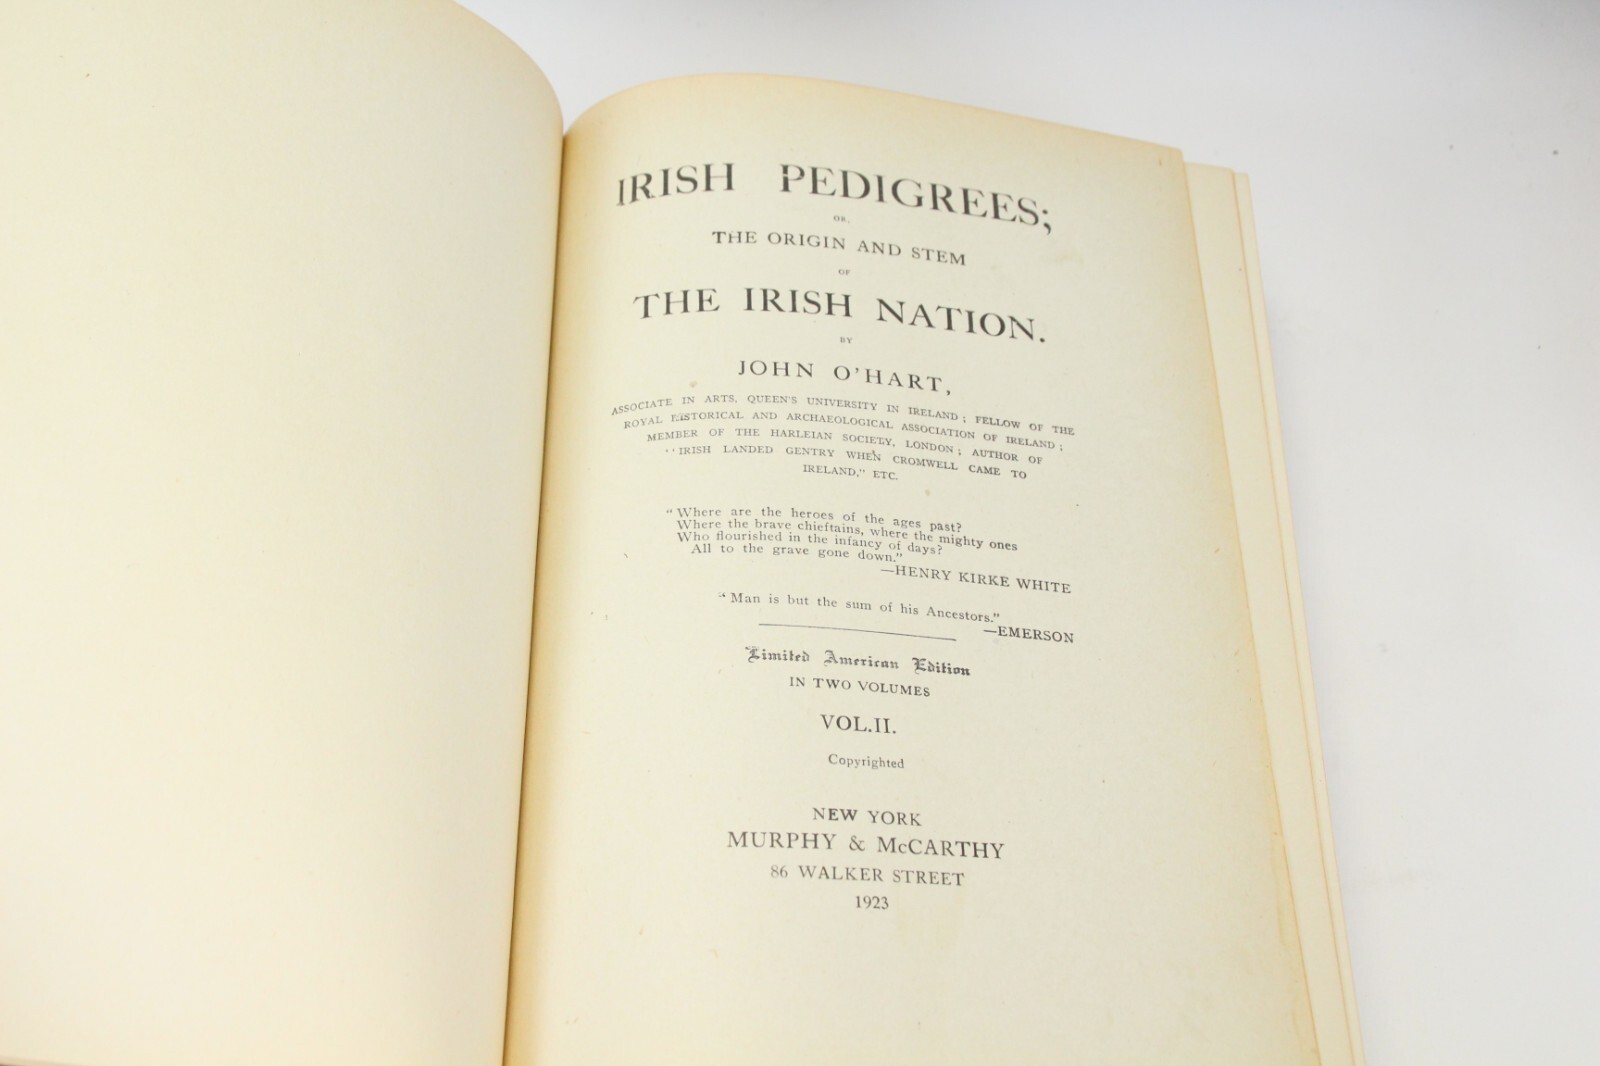 IRISH PEDIGREES;
OR,
THE ORIGIN AND STEM
OF
THE IRISH NATION.
BY
JOHN O'HART,
ASSOCIATE IN ARTS, QUEEN'S UNIVERSITY IN IRELAND; FELLOW OF THE
ROYAL HISTORICAL AND ARCHAEOLOGICAL ASSOCIATION OF IRELAND;
MEMBER OF THE HARLEIAN SOCIETY, LONDON; AUTHOR OF
"IRISH LANDED GENTRY WHEN CROMWELL CAME TO
IRELAND," ETC.
"Where are the heroes of the ages past?
Where the brave chieftains, where the mighty ones
Who flourished in the infancy of days?
All to the grave gone down."
—HENRY KIRKE WHITE
"Man is but the sum of his Ancestors."
—EMERSON
Limited American Edition
IN TWO VOLUMES
VOL.II.
Copyrighted
NEW YORK
MURPHY & McCARTHY
86 WALKER STREET
1923